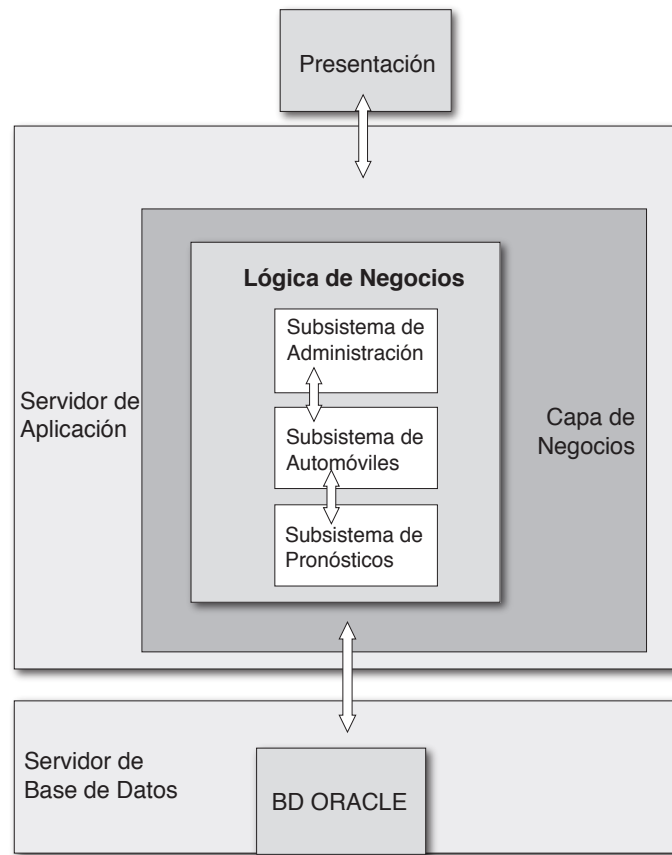 Presentación
Lógica de Negocios
Subsistema de
Administración
Servidor de
Aplicación
Subsistema de
Automóviles
Capa de
Negocios
Subsistema de
Pronósticos
Servidor de
Base de Datos
BD ORACLE